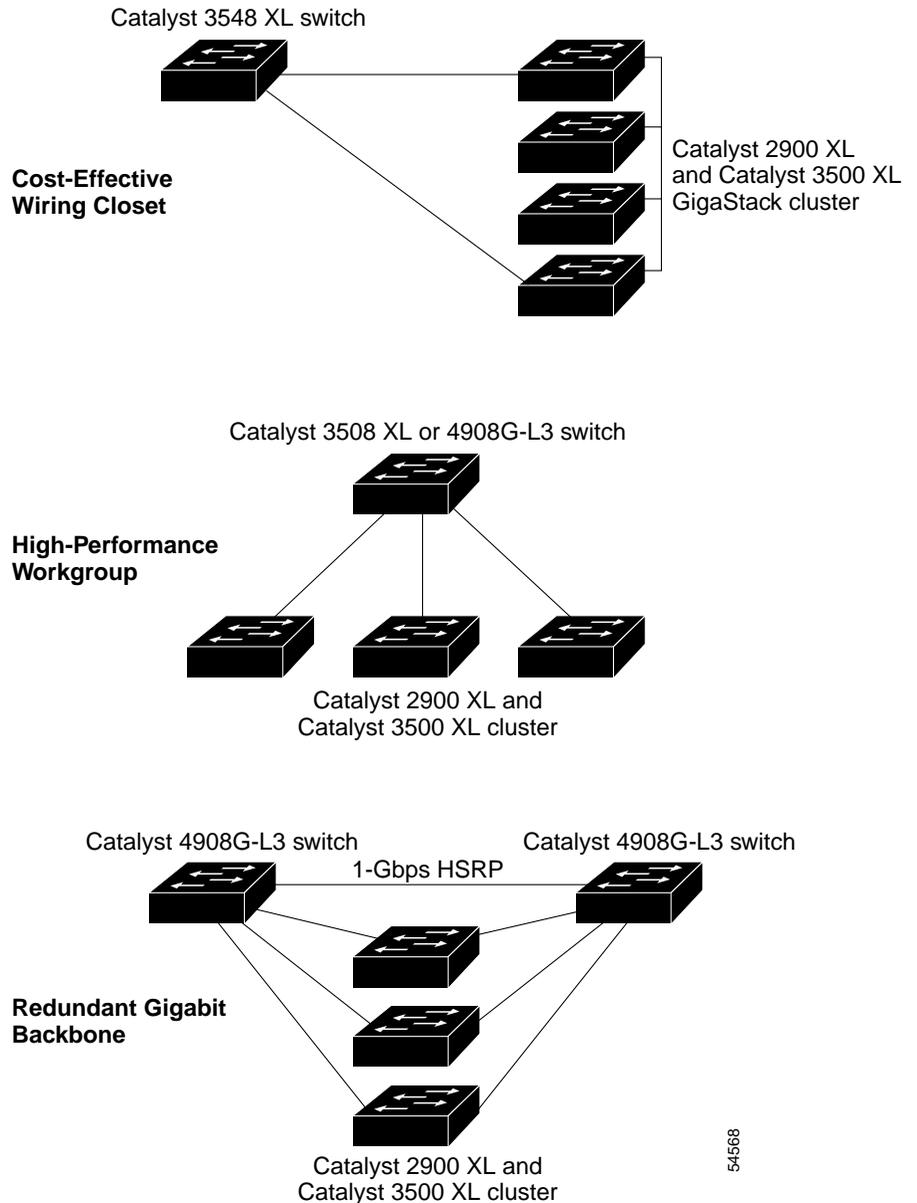 Catalyst 3548 XL switch
Cost-Effective
Wiring Closet
Catalyst 2900 XL
and Catalyst 3500 XL
GigaStack cluster
Catalyst 3508 XL or 4908G-L3 switch
High-Performance
Workgroup
Catalyst 2900 XL and
Catalyst 3500 XL cluster
Catalyst 4908G-L3 switch
Catalyst 4908G-L3 switch
1-Gbps HSRP
Redundant Gigabit
Backbone
Catalyst 2900 XL and
Catalyst 3500 XL cluster
54568